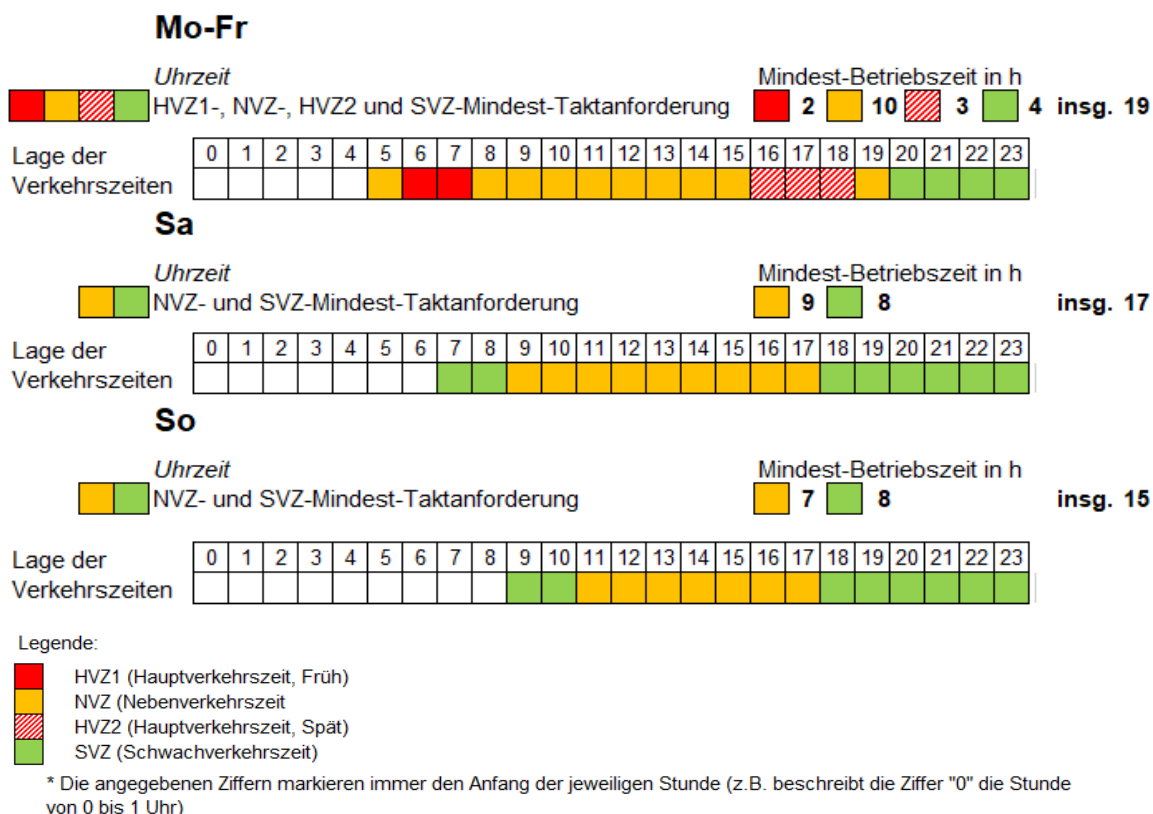 Mo-Fr
Uhrzeit Mindest-Betriebszeit in h
HVZ1-, NVZ-, HVZ2 und SVZ-Mindest-Taktanforderung 2 10 3 4 insg. 19
Lage der 0 1 2 3 4 5 6 7 8 9 10 11 12 13 14 15 16 17 18 19 20 21 22 23
Verkehrszeiten
Sa
Uhrzeit Mindest-Betriebszeit in h
NVZ- und SVZ-Mindest-Taktanforderung 9 8 insg. 17
Lage der 0 1 2 3 4 5 6 7 8 9 10 11 12 13 14 15 16 17 18 19 20 21 22 23
Verkehrszeiten
So
Uhrzeit Mindest-Betriebszeit in h
NVZ- und SVZ-Mindest-Taktanforderung 7 8 insg. 15
Lage der 0 1 2 3 4 5 6 7 8 9 10 11 12 13 14 15 16 17 18 19 20 21 22 23
Verkehrszeiten
Legende:
HVZ1 (Hauptverkehrszeit, Früh)
NVZ (Nebenverkehrszeit
HVZ2 (Hauptverkehrszeit, Spät)
SVZ (Schwachverkehrszeit)
* Die angegebenen Ziffern markieren immer den Anfang der jeweiligen Stunde (z.B. beschreibt die Ziffer "0" die Stunde
von 0 bis 1 Uhr)